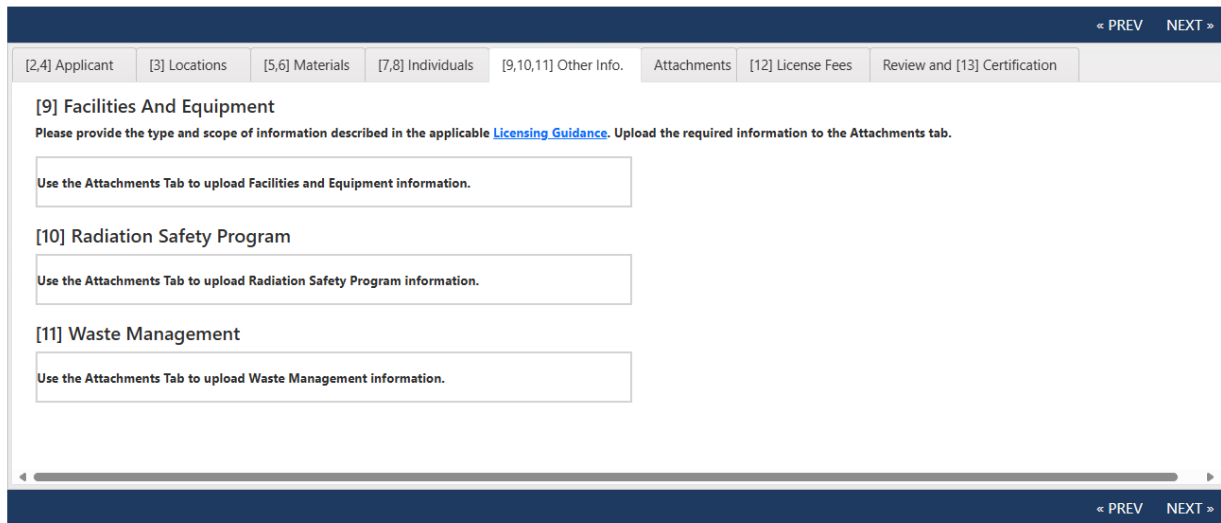 « PREV NEXT »
[2,4] Applicant [3] Locations [5,6] Materials [7,8] Individuals [9,10,11] Other Info. Attachments [12] License Fees Review and [13] Certification
[9] Facilities And Equipment
Please provide the type and scope of information described in the applicable Licensing Guidance. Upload the required information to the Attachments tab.
Use the Attachments Tab to upload Facilities and Equipment information.
[10] Radiation Safety Program
Use the Attachments Tab to upload Radiation Safety Program information.
[11] Waste Management
Use the Attachments Tab to upload Waste Management information.
« PREV NEXT »